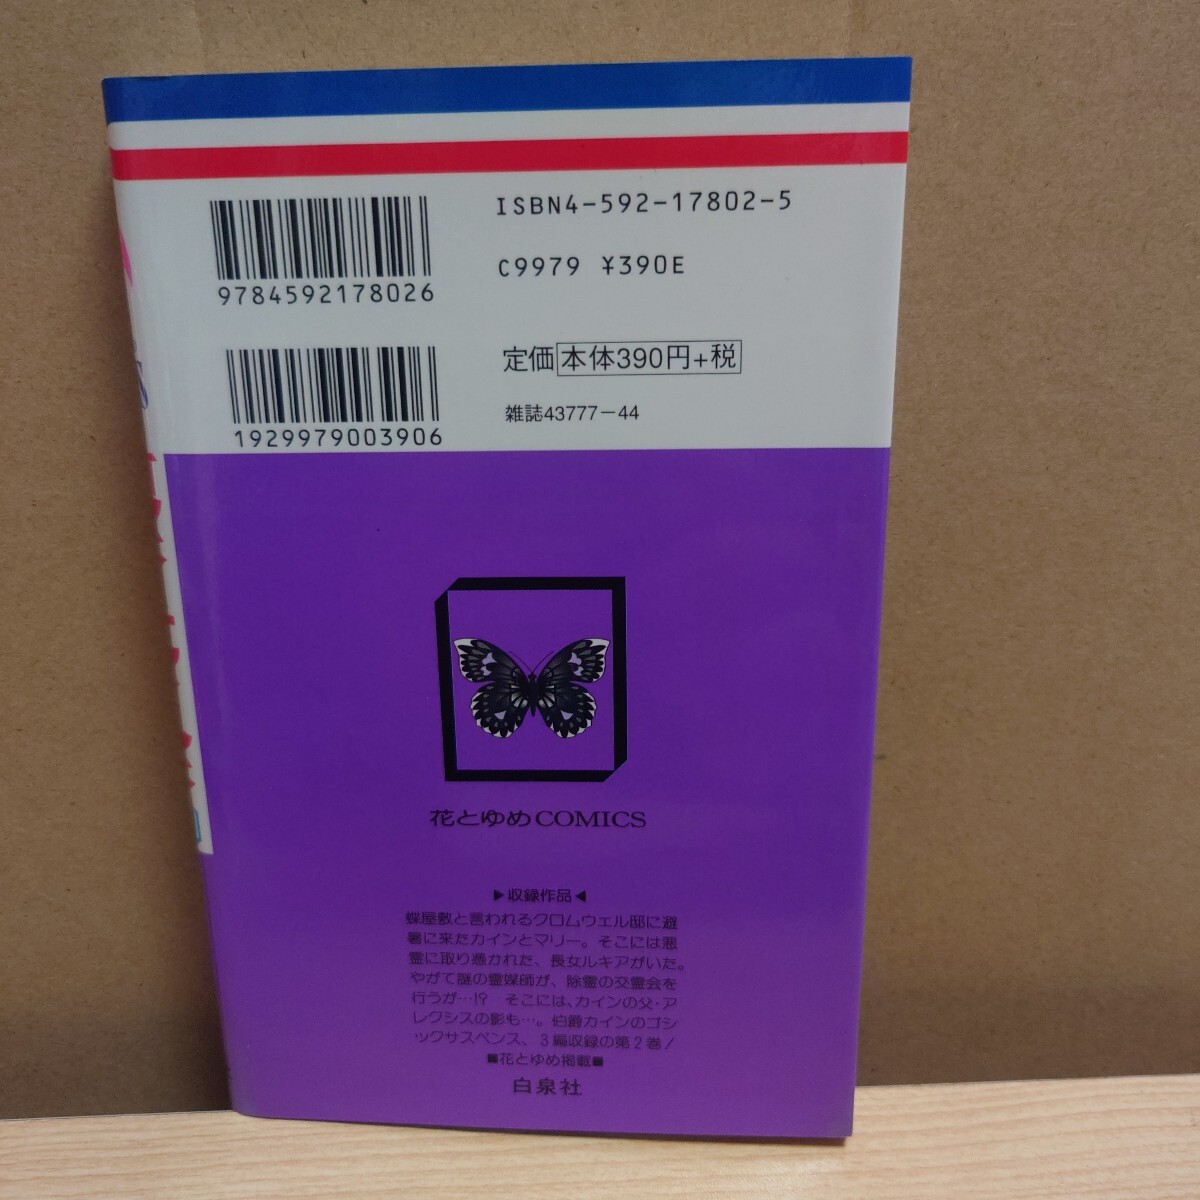 ISBN4-592-17802-5
C9979 ¥390E
9784592178026
定価本体390円+税
雑誌43777-44
1929979003906
花とゆめCOMICS
▶収録作品◀
蝶屋敷と言われるクロムウェル邸に避
暑に来たカインとマリー。そこには悪
霊に取り憑かれた、長女ルキアがいた。
やがて謎の霊媒師が、除霊の交霊会を
行うが…!? そこには、カインの父・ア
レクシスの影も…。伯爵カインのゴシ
ックサスペンス、3編収録の第2巻!
■花とゆめ掲載■
白泉社